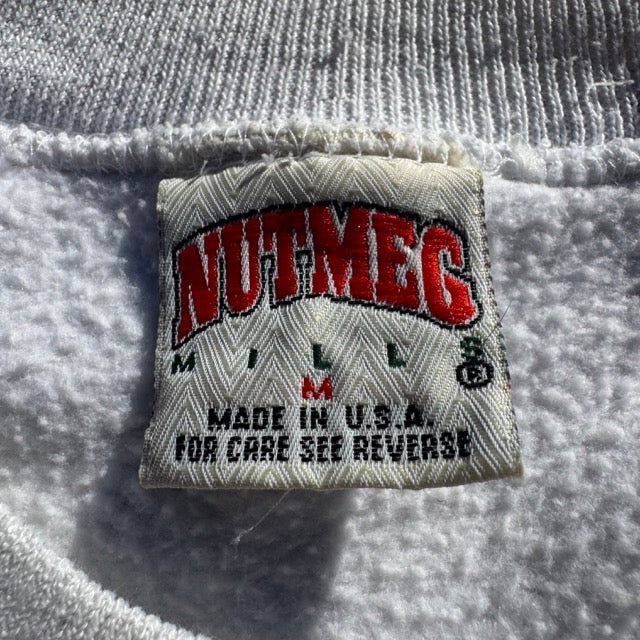 NUTMEG
MILLS®
M
MADE IN U.S.A.
FOR CARE SEE REVERSE